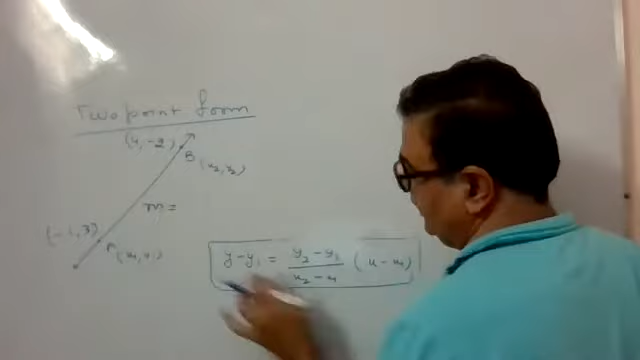 Two point form
(4, -2)
B (x₂, y₂)
m =
(-1, 3)
A (x₁, y₁)
y - y₁ = y₂ - y₁ / x₂ - x₁ (x - x₁)